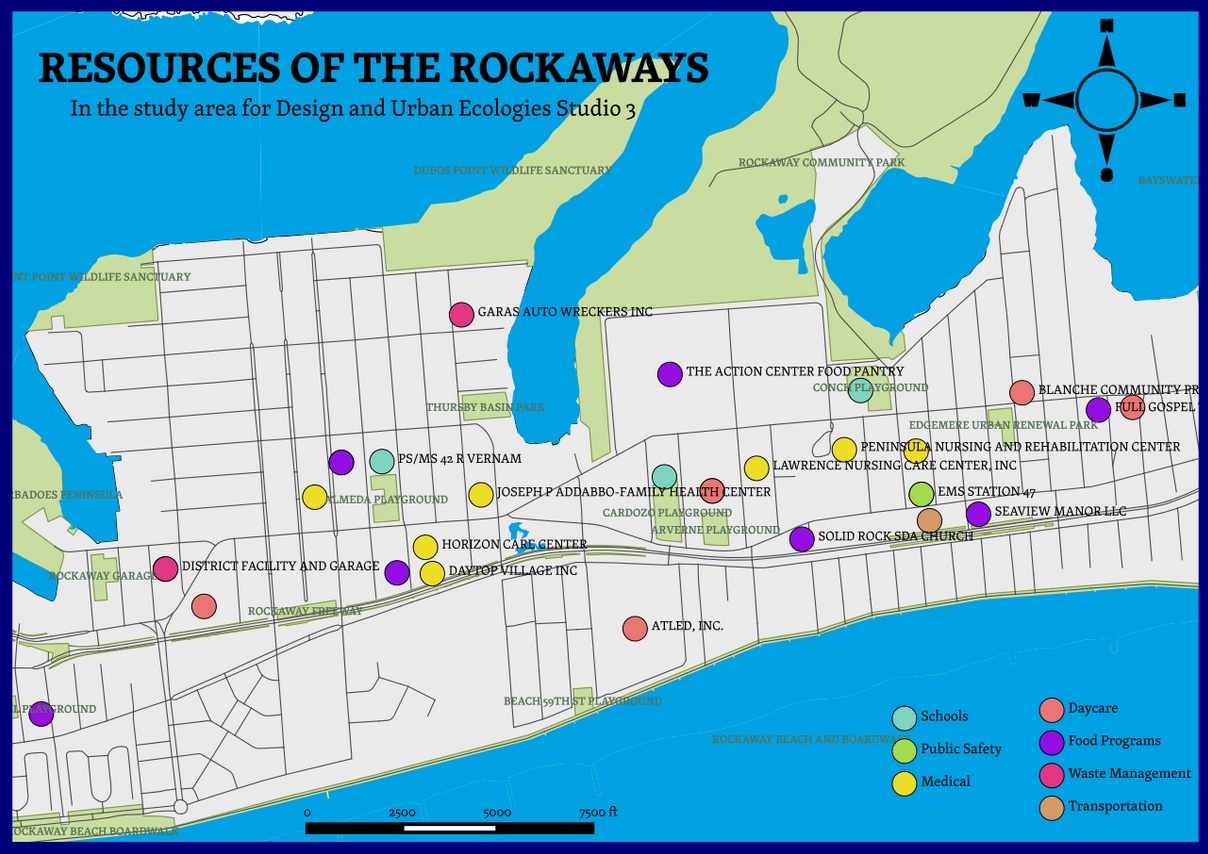 RESOURCES OF THE ROCKAWAYS
In the study area for Design and Urban Ecologies Studio 3
N
W
E
S
DUBOS POINT WILDLIFE SANCTUARY
ROCKAWAY COMMUNITY PARK
BAYSWATE
NT POINT WILDLIFE SANCTUARY
GARAS AUTO WRECKERS INC
THE ACTION CENTER FOOD PANTRY
CONCH PLAYGROUND
BLANCHE COMMUNITY PR
FULL GOSPEL
THURSBY BASIN PARK
EDGEMERE URBAN RENEWAL PARK
PENINSULA NURSING AND REHABILITATION CENTER
PS/MS 42 R VERNAM
LAWRENCE NURSING CARE CENTER, INC
RBADOES PENINSULA
ALMEDA PLAYGROUND
JOSEPH P ADDABBO-FAMILY HEALTH CENTER
EMS STATION 47
CARDOZO PLAYGROUND
SEAVIEW MANOR LLC
ARVERNE PLAYGROUND
SOLID ROCK SDA CHURCH
HORIZON CARE CENTER
DISTRICT FACILITY AND GARAGE
DAYTOP VILLAGE INC
ROCKAWAY GARAGE
ROCKAWAY FREEWAY
ATLED, INC.
BEACH 59TH ST PLAYGROUND
L PLAYGROUND
ROCKAWAY BEACH AND BOARDWA
Schools
Public Safety
Medical
Daycare
Food Programs
Waste Management
Transportation
0 2500 5000 7500 ft
OCKAWAY BEACH BOARDWALK